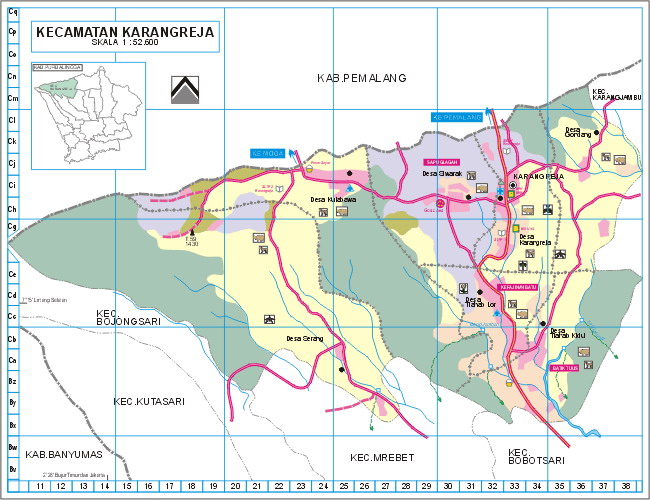 KECAMATAN KARANGREJA
SKALA 1 : 52.500
KAB.PURBALINGGA
KAB.PEMALANG
KEC.
KARANGJAMBU
KE PEMALANG
KE MOGA
Desa
Gondang
SAPU GLAGAH
Desa Siwarak
KARANGREJA
Desa Kutabawa
Desa
Karangreja
KERAJINAN BATU
Desa
Tlahab Lor
Desa
Tlahab Kidul
BATIK TULIS
Desa Serang
KEC.
BOJONGSARI
KEC.KUTASARI
KAB.BANYUMAS
KEC.MREBET
KEC.
BOBOTSARI
Cq
Cp
Co
Cn
Cm
Cl
Ck
Cj
Ci
Ch
Cg
Ce
Cd
Cc
Cb
Ca
Bz
By
Bx
Bw
Bv
11 12 13 14 15 16 17 18 19 20 21 22 23 24 25 26 27 28 29 30 31 32 33 34 35 36 37 38